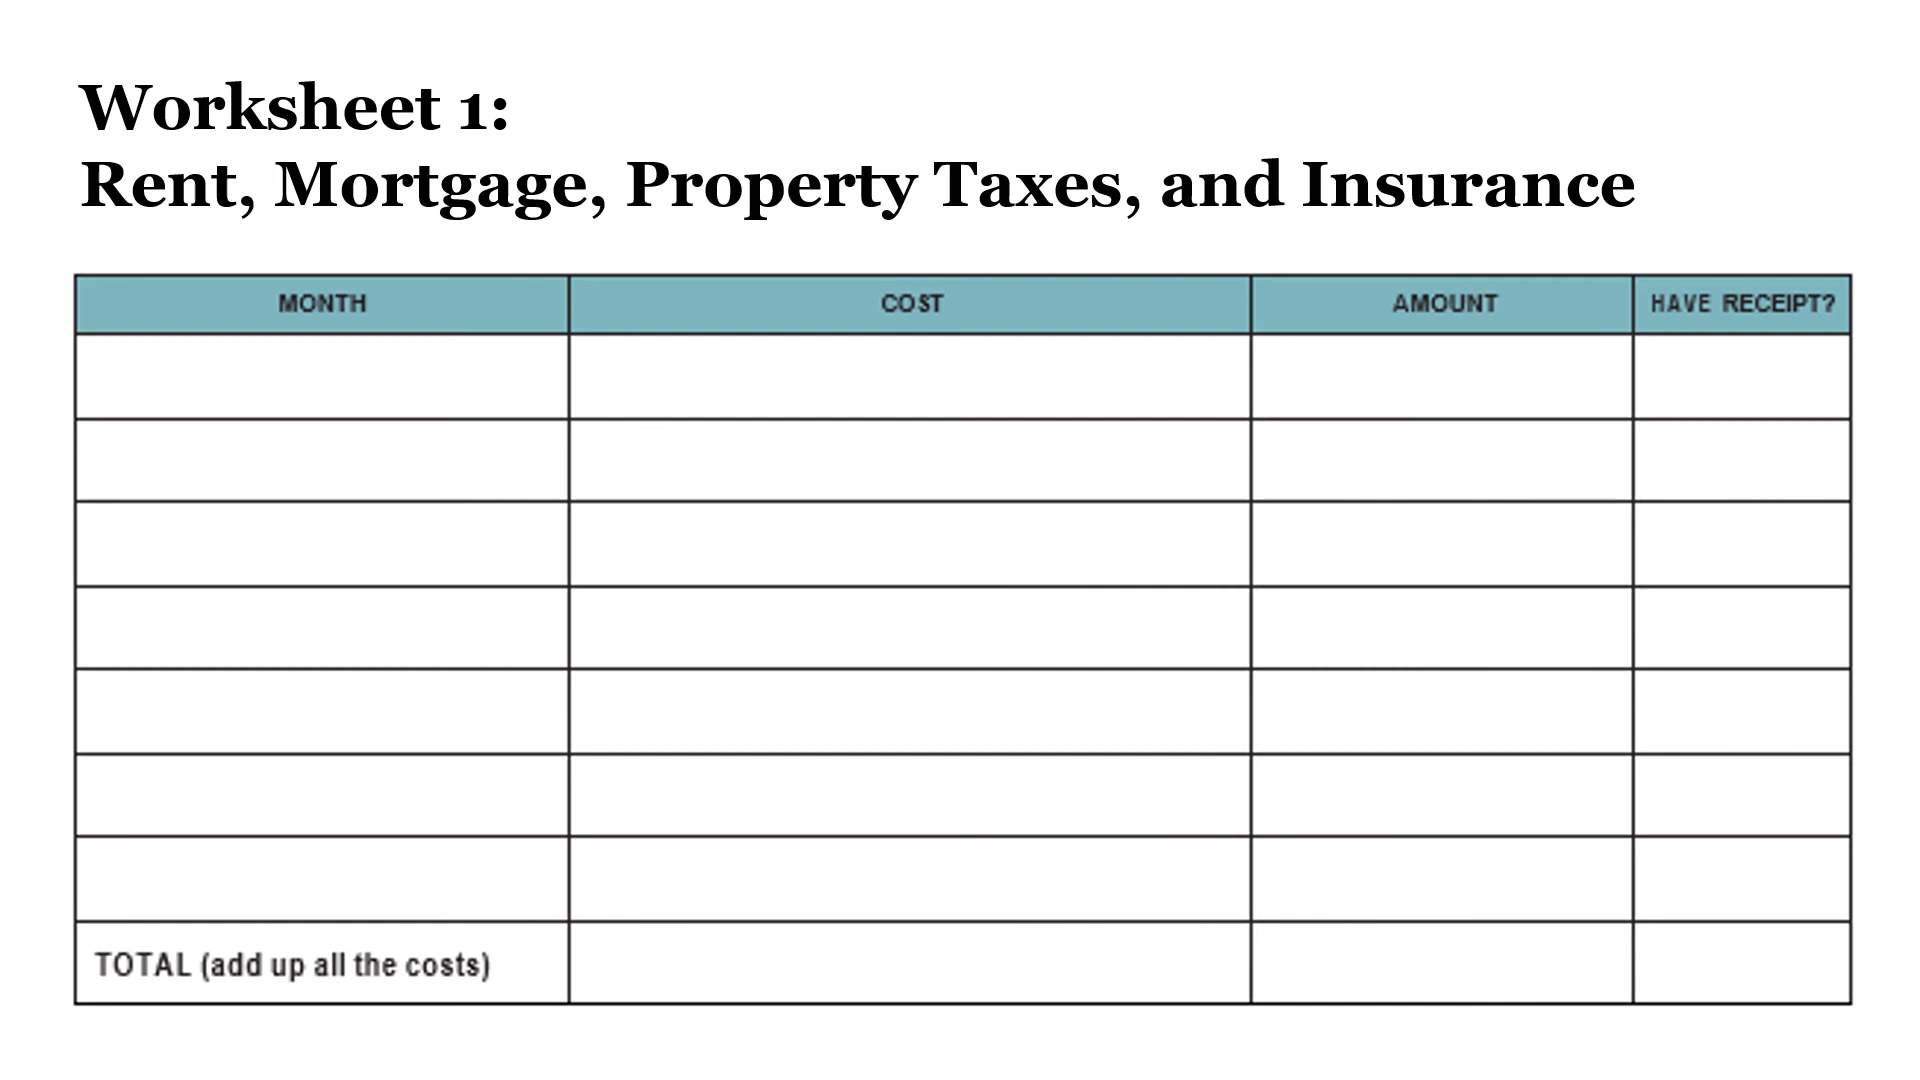 Worksheet 1:
Rent, Mortgage, Property Taxes, and Insurance
MONTH COST AMOUNT HAVE RECEIPT?
TOTAL (add up all the costs)